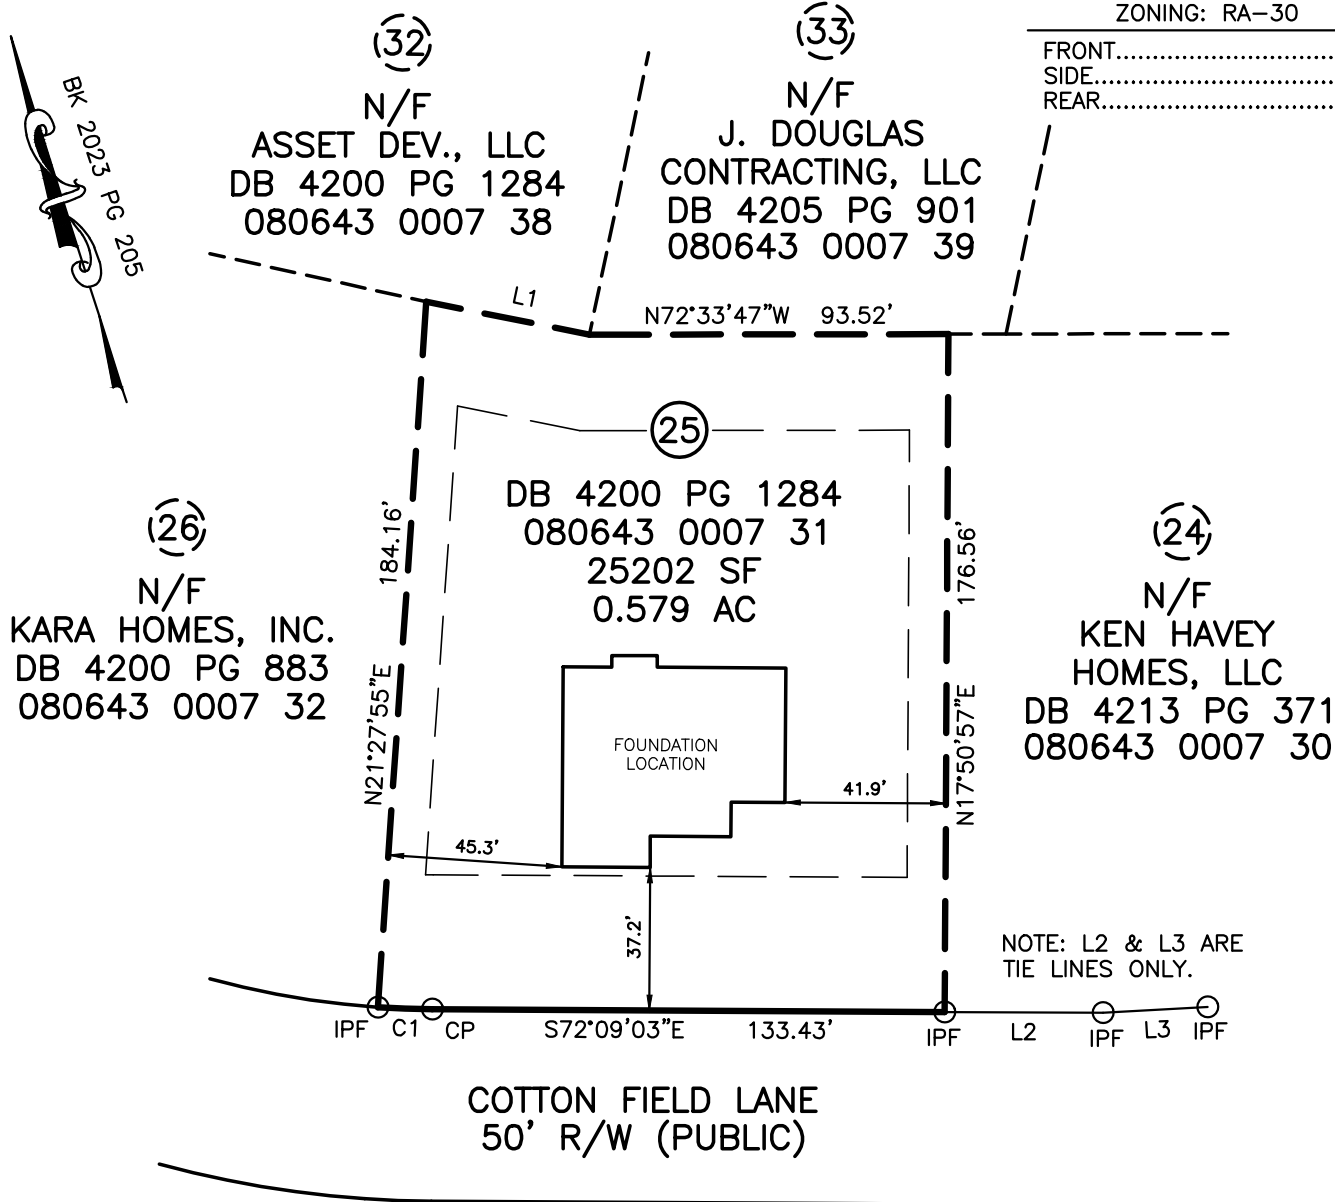 ZONING: RA-30
FRONT..............................
SIDE..............................
REAR..............................
BK 2023 PG 205
32
N/F
ASSET DEV., LLC
DB 4200 PG 1284
080643 0007 38
33
N/F
J. DOUGLAS
CONTRACTING, LLC
DB 4205 PG 901
080643 0007 39
L1
N72°33'47"W 93.52'
25
DB 4200 PG 1284
080643 0007 31
25202 SF
0.579 AC
184.16'
N21°27'55"E
176.56'
N17°50'57"E
26
N/F
KARA HOMES, INC.
DB 4200 PG 883
080643 0007 32
24
N/F
KEN HAVEY
HOMES, LLC
DB 4213 PG 371
080643 0007 30
FOUNDATION
LOCATION
41.9'
45.3'
37.2'
NOTE: L2 & L3 ARE
TIE LINES ONLY.
IPF C1 CP S72°09'03"E 133.43' IPF L2 IPF L3 IPF
COTTON FIELD LANE
50' R/W (PUBLIC)